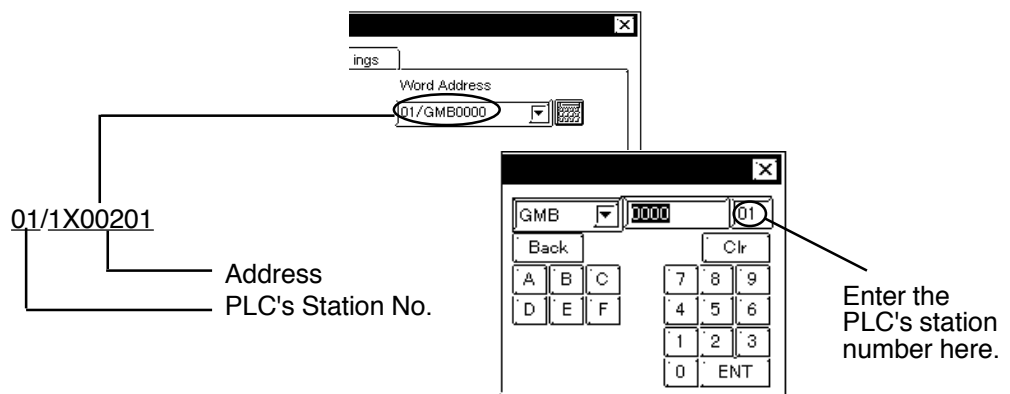 ings
Word Address
01/GMB0000
GMB 0000 01
Back Clr
A B C 7 8 9
D E F 4 5 6
1 2 3
0 ENT
01/1X00201
Address
PLC's Station No.
Enter the
PLC's station
number here.